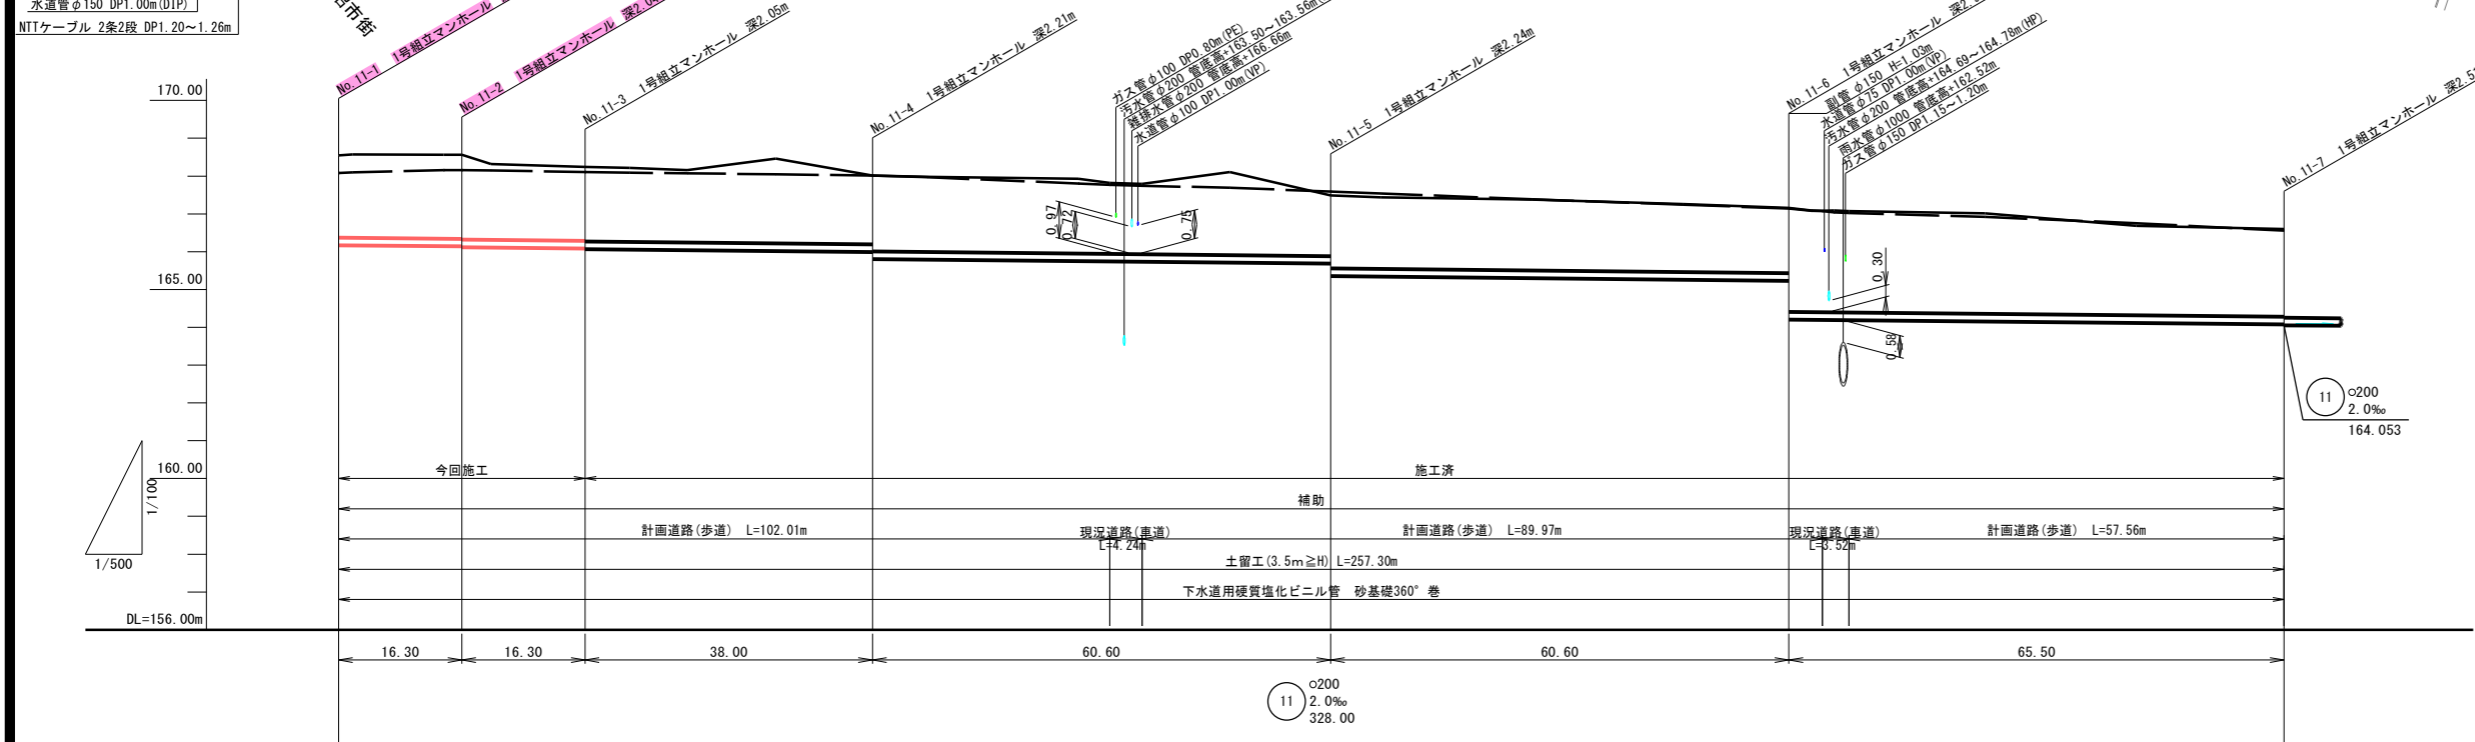 水道管φ150 DP1.00m(DIP)
NTTケーブル 2条2段 DP1.20～1.26m
市街
No.11-1 1号組立マンホール
No.11-2 1号組立マンホール 深2.04
No.11-3 1号組立マンホール 深2.05m
No.11-4 1号組立マンホール 深2.21m
ガス管φ100 DP0.80m(PE)
汚水管φ200 管底高+163.50～163.56m
雑排水管φ200 管底高+166.66m
水道管φ100 DP1.00m(VP)
No.11-5 1号組立マンホール 深2.24m
No.11-6 1号組立マンホール 深2.
副管φ150 H=1.03m
水道管φ75 DP1.00m(VP)
汚水管φ200 管底高+164.69～164.78m(HP)
雨水管φ1000 管底高+162.52m
ガス管φ150 DP1.15～1.20m
No.11-7 1号組立マンホール 深2.5
170.00
165.00
160.00
DL=156.00m
1/100
1/500
0.97
0.72
0.75
0.30
0.58
11
○200
2.0‰
164.053
今回施工
施工済
補助
計画道路(歩道) L=102.01m
現況道路(車道)
L=4.24m
計画道路(歩道) L=89.97m
現況道路(車道)
L=3.52m
計画道路(歩道) L=57.56m
土留工(3.5m≧H) L=257.30m
下水道用硬質塩化ビニル管 砂基礎360°巻
16.30
16.30
38.00
60.60
60.60
65.50
11
○200
2.0‰
328.00